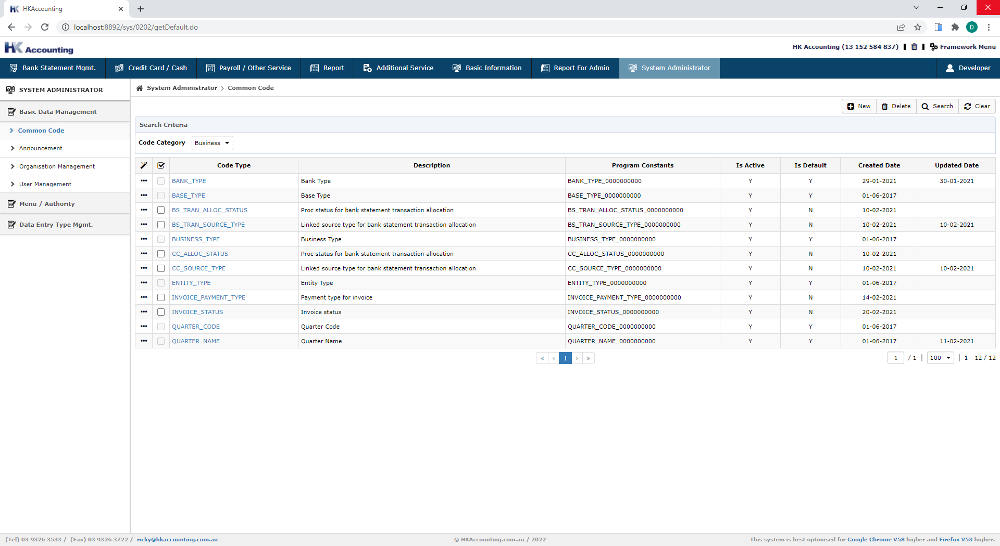 HKAccounting
localhost:8892/sys/0202/getDefault.do
D
HK Accounting
HK Accounting (13 152 584 837)
Framework Menu
Bank Statement Mgmt.
Credit Card / Cash
Payroll / Other Service
Report
Additional Service
Basic Information
Report For Admin
System Administrator
Developer
SYSTEM ADMINISTRATOR
Basic Data Management
Common Code
Announcement
Organisation Management
User Management
Menu / Authority
Data Entry Type Mgmt.
System Administrator > Common Code
New Delete Search Clear
Search Criteria
Code Category Business
Code Type Description Program Constants Is Active Is Default Created Date Updated Date
••• BANK_TYPE Bank Type BANK_TYPE_0000000000 Y Y 29-01-2021 30-01-2021
••• BASE_TYPE Base Type BASE_TYPE_0000000000 Y Y 01-06-2017
••• BS_TRAN_ALLOC_STATUS Proc status for bank statement transaction allocation BS_TRAN_ALLOC_STATUS_0000000000 Y N 10-02-2021
••• BS_TRAN_SOURCE_TYPE Linked source type for bank statement transaction allocation BS_TRAN_SOURCE_TYPE_0000000000 Y N 10-02-2021 10-02-2021
••• BUSINESS_TYPE Business Type BUSINESS_TYPE_0000000000 Y Y 01-06-2017
••• CC_ALLOC_STATUS Proc status for bank statement transaction allocation CC_ALLOC_STATUS_0000000000 Y N 10-02-2021
••• CC_SOURCE_TYPE Linked source type for bank statement transaction allocation CC_SOURCE_TYPE_0000000000 Y N 10-02-2021 10-02-2021
••• ENTITY_TYPE Entity Type ENTITY_TYPE_0000000000 Y Y 01-06-2017
••• INVOICE_PAYMENT_TYPE Payment type for invoice INVOICE_PAYMENT_TYPE_0000000000 Y N 14-02-2021
••• INVOICE_STATUS Invoice status INVOICE_STATUS_0000000000 Y N 20-02-2021
••• QUARTER_CODE Quarter Code QUARTER_CODE_0000000000 Y Y 01-06-2017
••• QUARTER_NAME Quarter Name QUARTER_NAME_0000000000 Y Y 01-06-2017 11-02-2021
« ‹ 1 › »
1 / 1 | 100 | 1 - 12 / 12
(Tel) 03 9326 3533 / (Fax) 03 9326 3722 / ricky@hkaccounting.com.au
© HKAccounting.com.au / 2022
This system is best optimised for Google Chrome V58 higher and Firefox V53 higher.